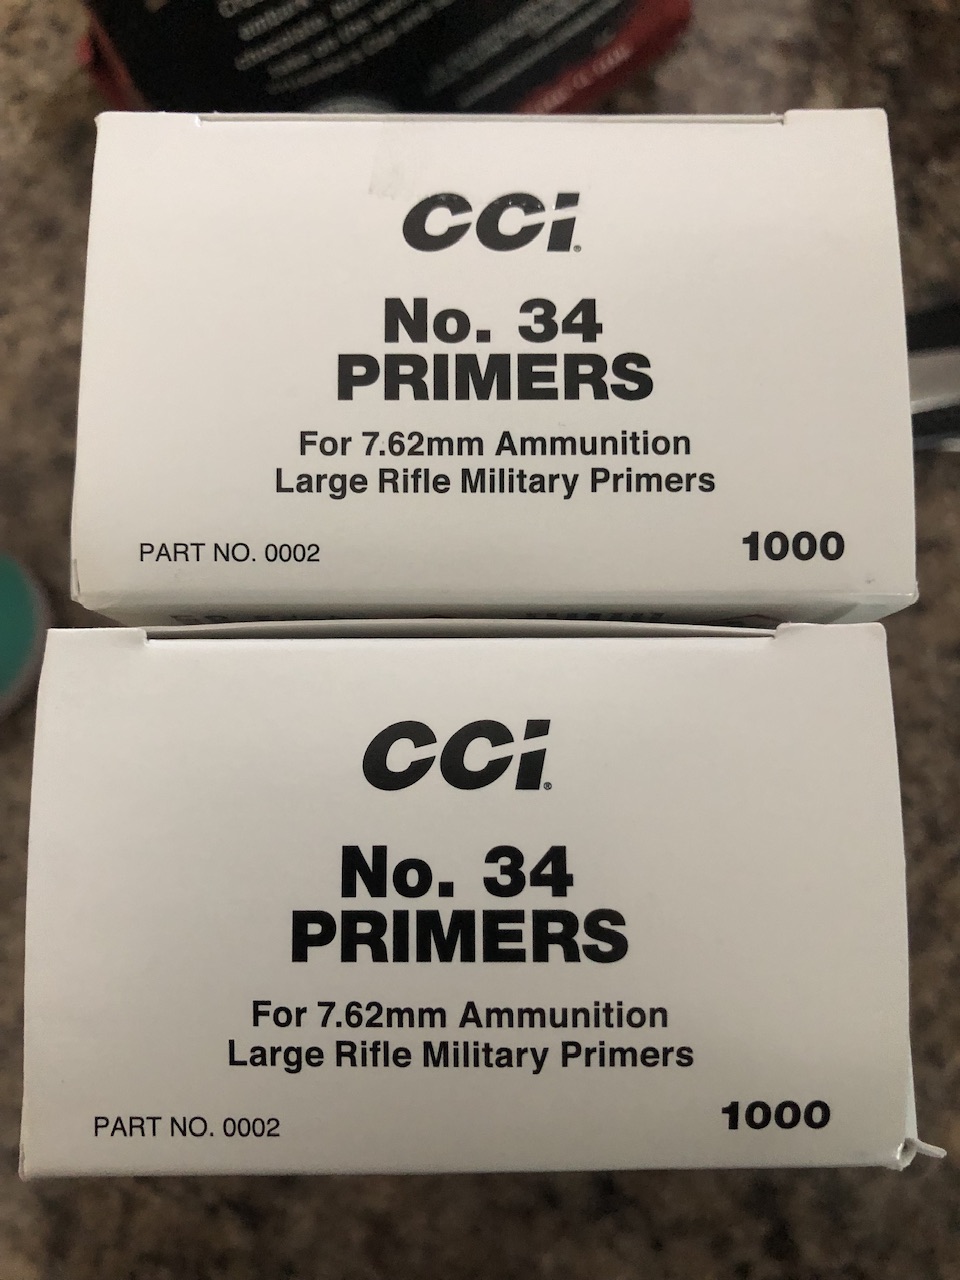 CCI®
No. 34
PRIMERS
For 7.62mm Ammunition
Large Rifle Military Primers
PART NO. 0002 1000
CCI®
No. 34
PRIMERS
For 7.62mm Ammunition
Large Rifle Military Primers
PART NO. 0002 1000